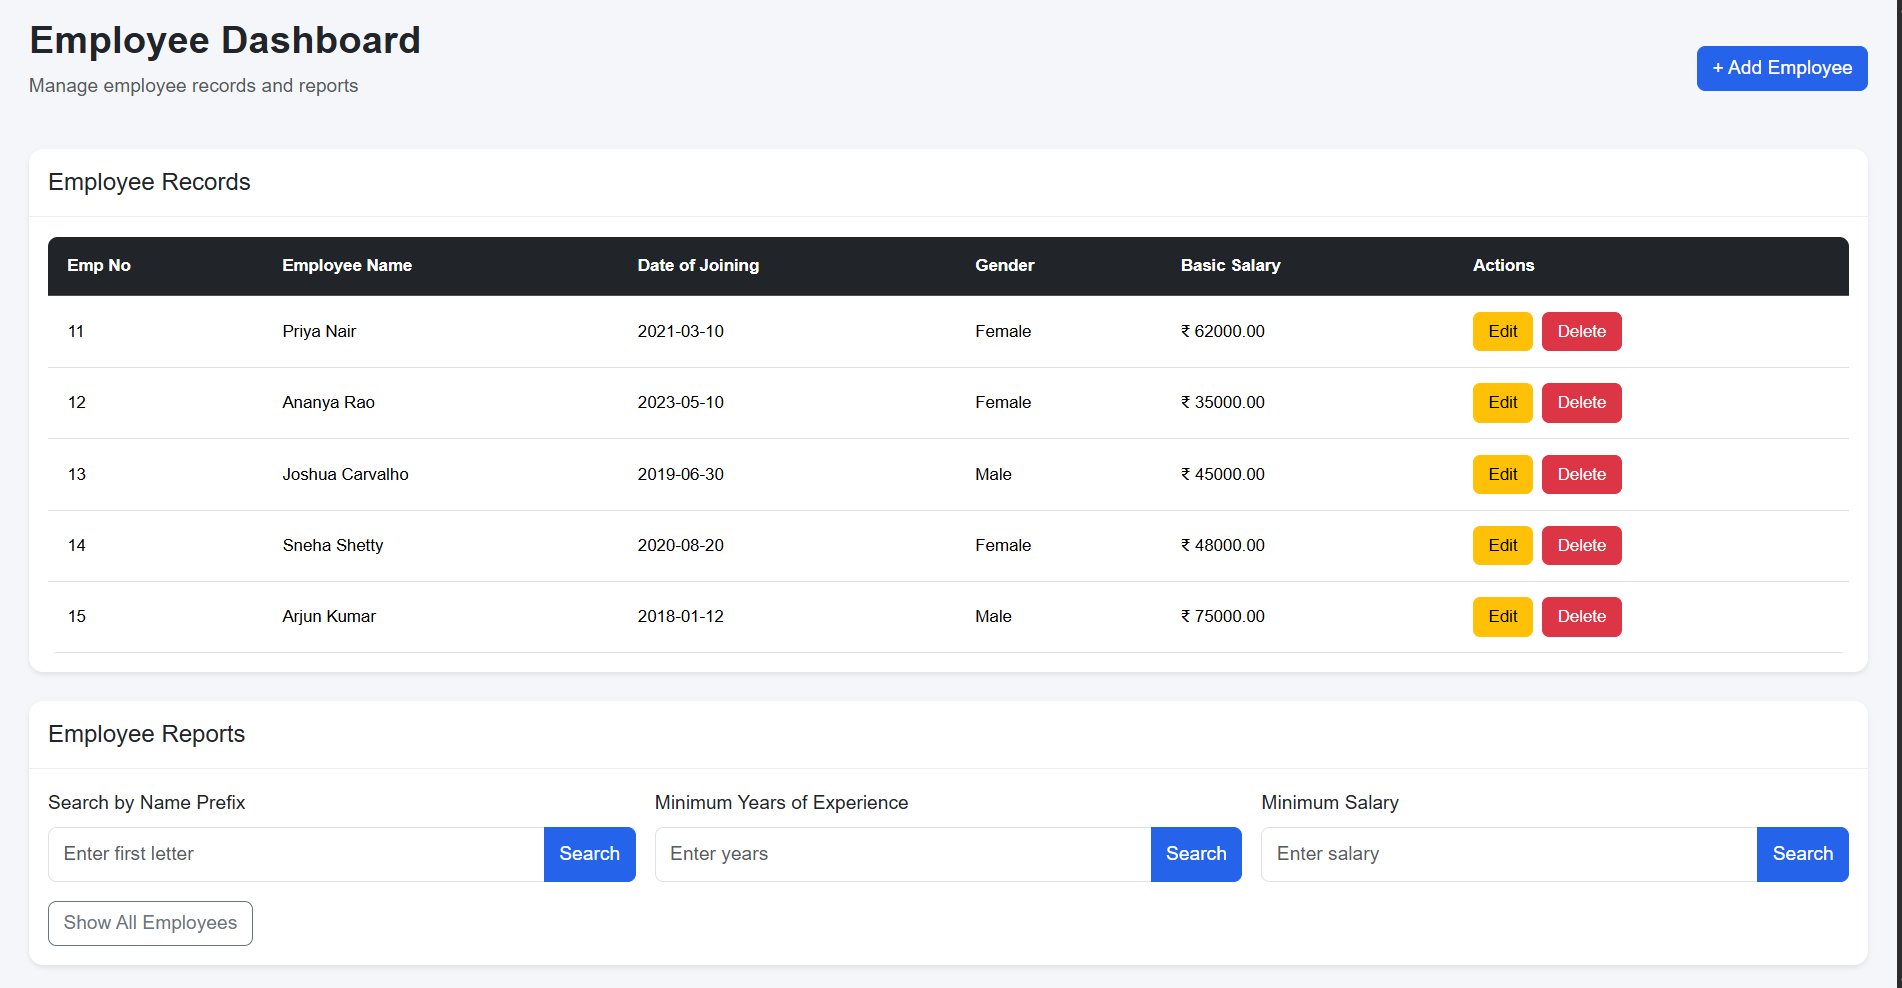 Employee Dashboard
Manage employee records and reports
+ Add Employee
Employee Records
Emp No Employee Name Date of Joining Gender Basic Salary Actions
11 Priya Nair 2021-03-10 Female ₹ 62000.00 Edit Delete
12 Ananya Rao 2023-05-10 Female ₹ 35000.00 Edit Delete
13 Joshua Carvalho 2019-06-30 Male ₹ 45000.00 Edit Delete
14 Sneha Shetty 2020-08-20 Female ₹ 48000.00 Edit Delete
15 Arjun Kumar 2018-01-12 Male ₹ 75000.00 Edit Delete
Employee Reports
Search by Name Prefix Minimum Years of Experience Minimum Salary
Enter first letter Search Enter years Search Enter salary Search
Show All Employees